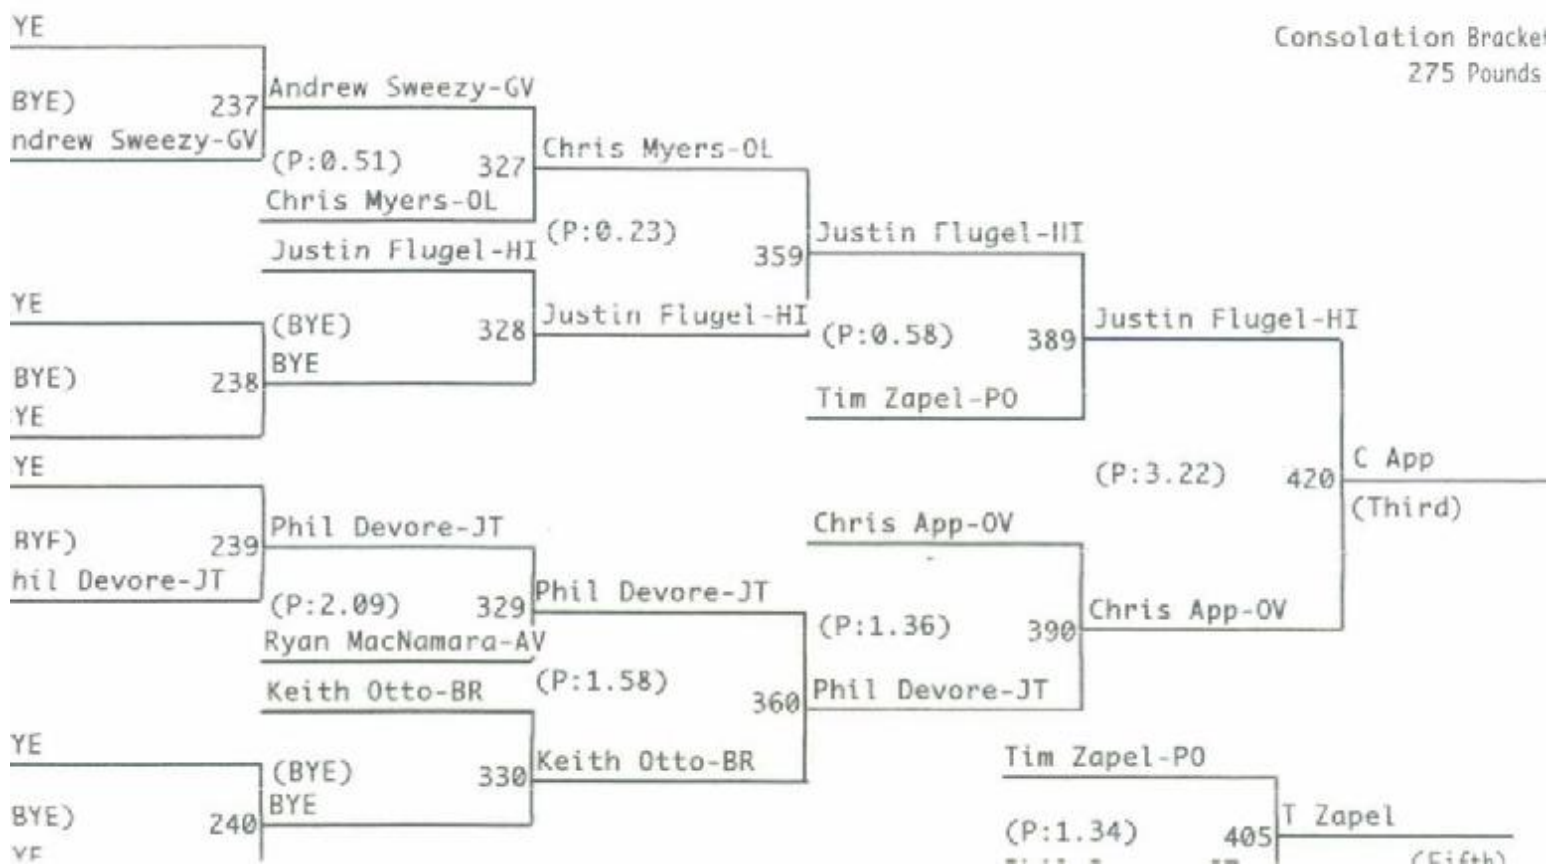 YE
Consolation Bracket
275 Pounds
BYE)
237
Andrew Sweezy-GV
ndrew Sweezy-GV
(P:0.51)
327
Chris Myers-OL
Chris Myers-OL
(P:0.23)
359
Justin Flugel-HI
Justin Flugel-HI
YE
(BYE)
328
Justin Flugel-HI
(P:0.58)
389
Justin Flugel-HI
BYE)
238
BYE
YE
Tim Zapel-PO
YE
(P:3.22)
420
C App
(Third)
BYE)
239
Phil Devore-JT
Chris App-OV
hil Devore-JT
(P:2.09)
329
Phil Devore-JT
Ryan MacNamara-AV
(P:1.36)
390
Chris App-OV
Keith Otto-BR
(P:1.58)
360
Phil Devore-JT
YE
(BYE)
330
Keith Otto-BR
Tim Zapel-PO
BYE)
240
BYE
(P:1.34)
405
T Zapel
(Fifth)
YE